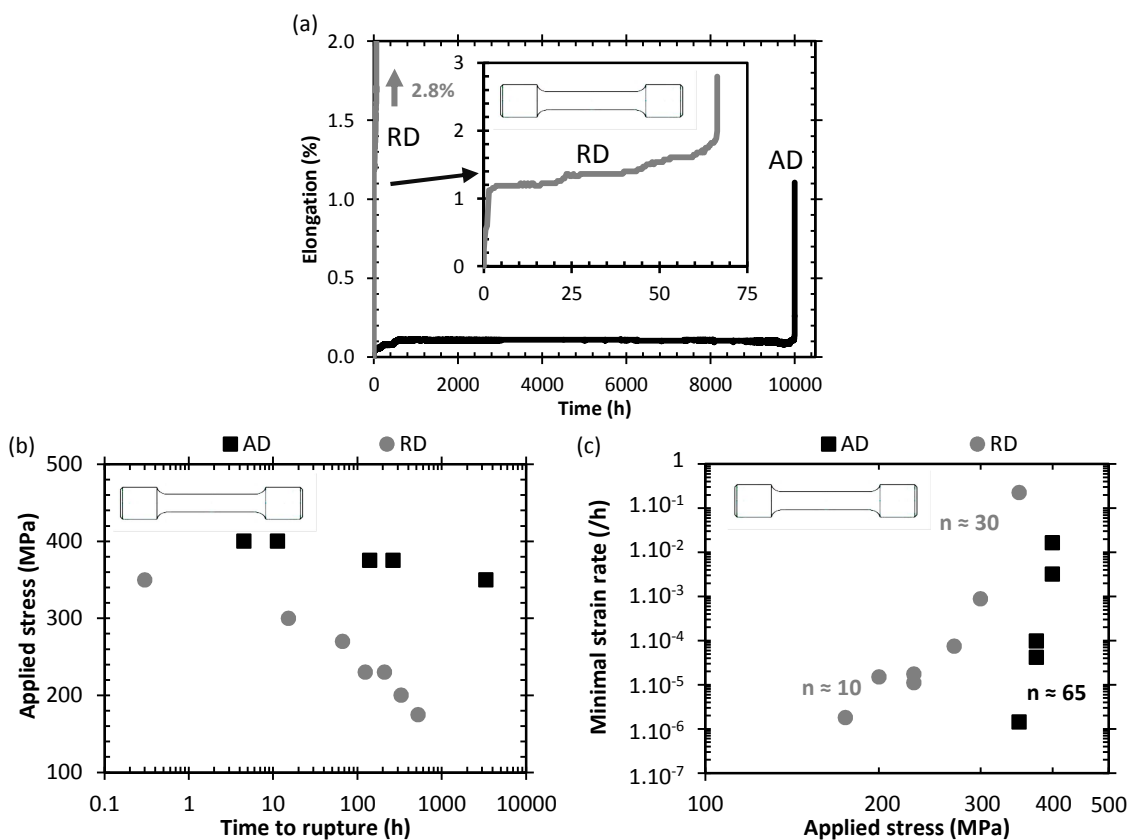 (a)
2.0
1.5
1.0
0.5
0.0
Elongation (%)
2.8%
RD
3
2
1
0
RD
0
25
50
75
AD
0
2000
4000
6000
8000
10000
Time (h)
(b)
AD
RD
500
400
300
200
100
Applied stress (MPa)
0.1
1
10
100
1000
10000
Time to rupture (h)
(c)
AD
RD
1
1.10-1
1.10-2
1.10-4
1.10-5
1.10-6
1.10-7
Minimal strain rate (/h)
n ≈ 30
n ≈ 10
n ≈ 65
100
200
300
400
500
Applied stress (MPa)